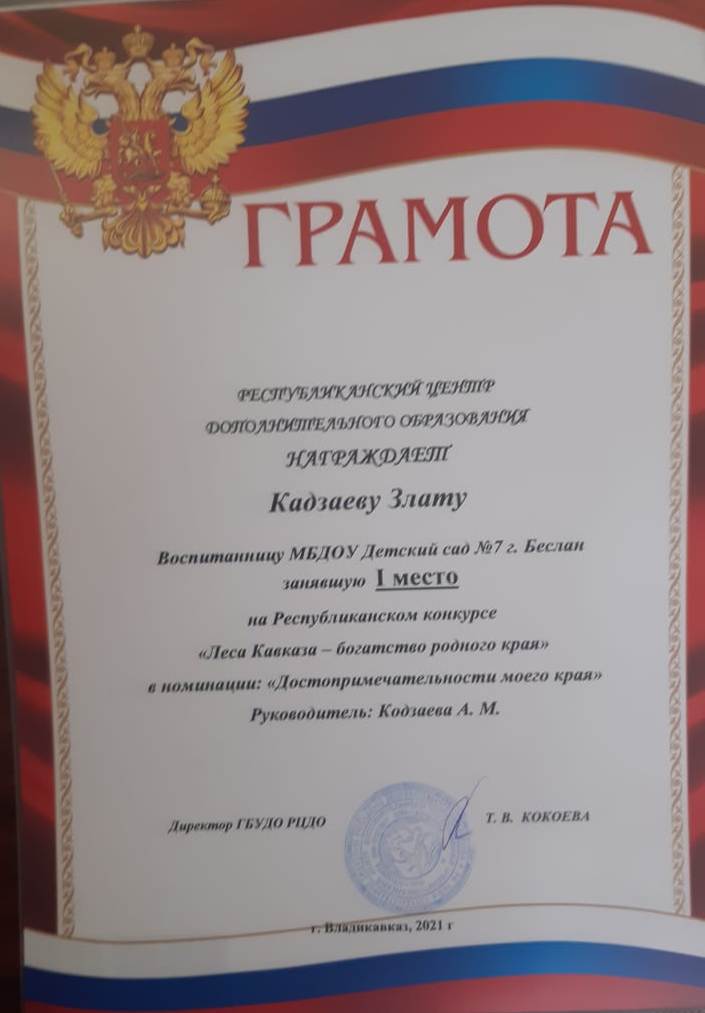 ГРАМОТА
РЕСПУБЛИКАНСКИЙ ЦЕНТР
ДОПОЛНИТЕЛЬНОГО ОБРАЗОВАНИЯ
НАГРАЖДАЕТ
Кадзаеву Злату
Воспитанницу МБДОУ Детский сад №7 г. Беслан
занявшую I место
на Республиканском конкурсе
«Леса Кавказа – богатство родного края»
в номинации: «Достопримечательности моего края»
Руководитель: Кодзаева А. М.
Директор ГБУДО РЦДО
Т. В. КОКОЕВА
г. Владикавказ, 2021 г